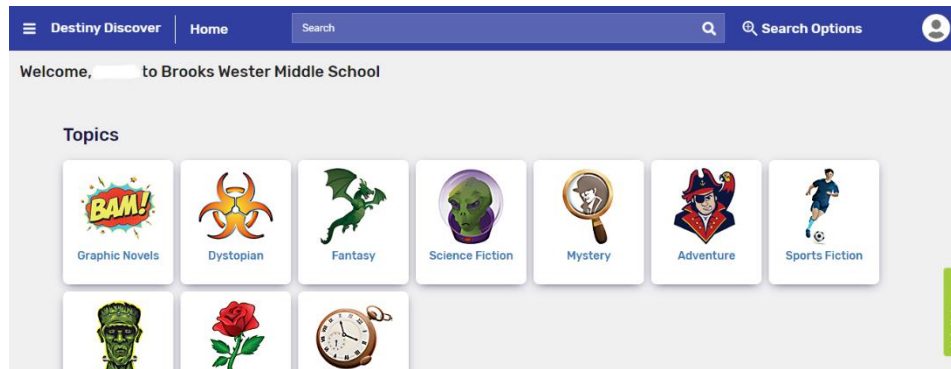 Destiny Discover Home Search Search Options
Welcome, to Brooks Wester Middle School
Topics
BAM!
Graphic Novels Dystopian Fantasy Science Fiction Mystery Adventure Sports Fiction